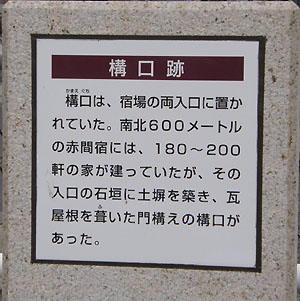 構口跡
かまえ ぐち
構口は、宿場の両入口に置か
れていた。南北600メートル
の赤間宿には、180〜200
軒の家が建っていたが、その
入口の石垣に土塀を築き、瓦
ふ
屋根を葺いた門構えの構口が
あった。